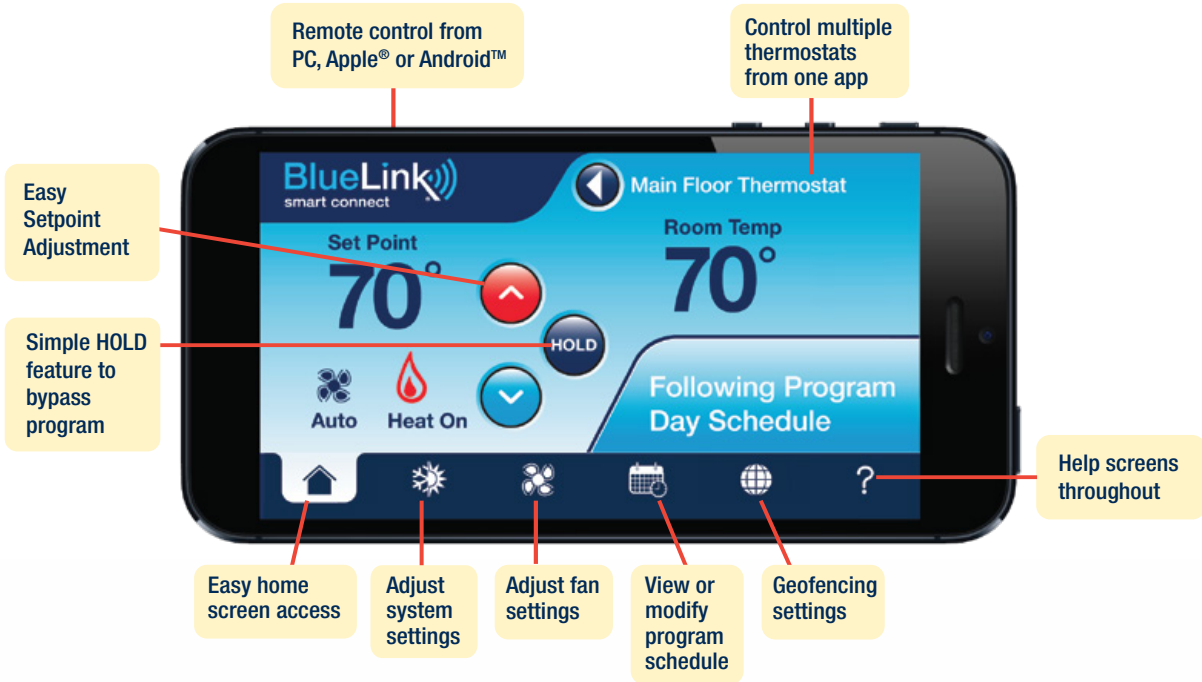 Remote control from
PC, Apple® or Android™
Control multiple
thermostats
from one app
Easy
Setpoint
Adjustment
BlueLink
smart connect
Main Floor Thermostat
Set Point
70°
Room Temp
70°
HOLD
Simple HOLD
feature to
bypass
program
Auto
Heat On
Following Program
Day Schedule
?
Help screens
throughout
Easy home
screen access
Adjust
system
settings
Adjust fan
settings
View or
modify
program
schedule
Geofencing
settings